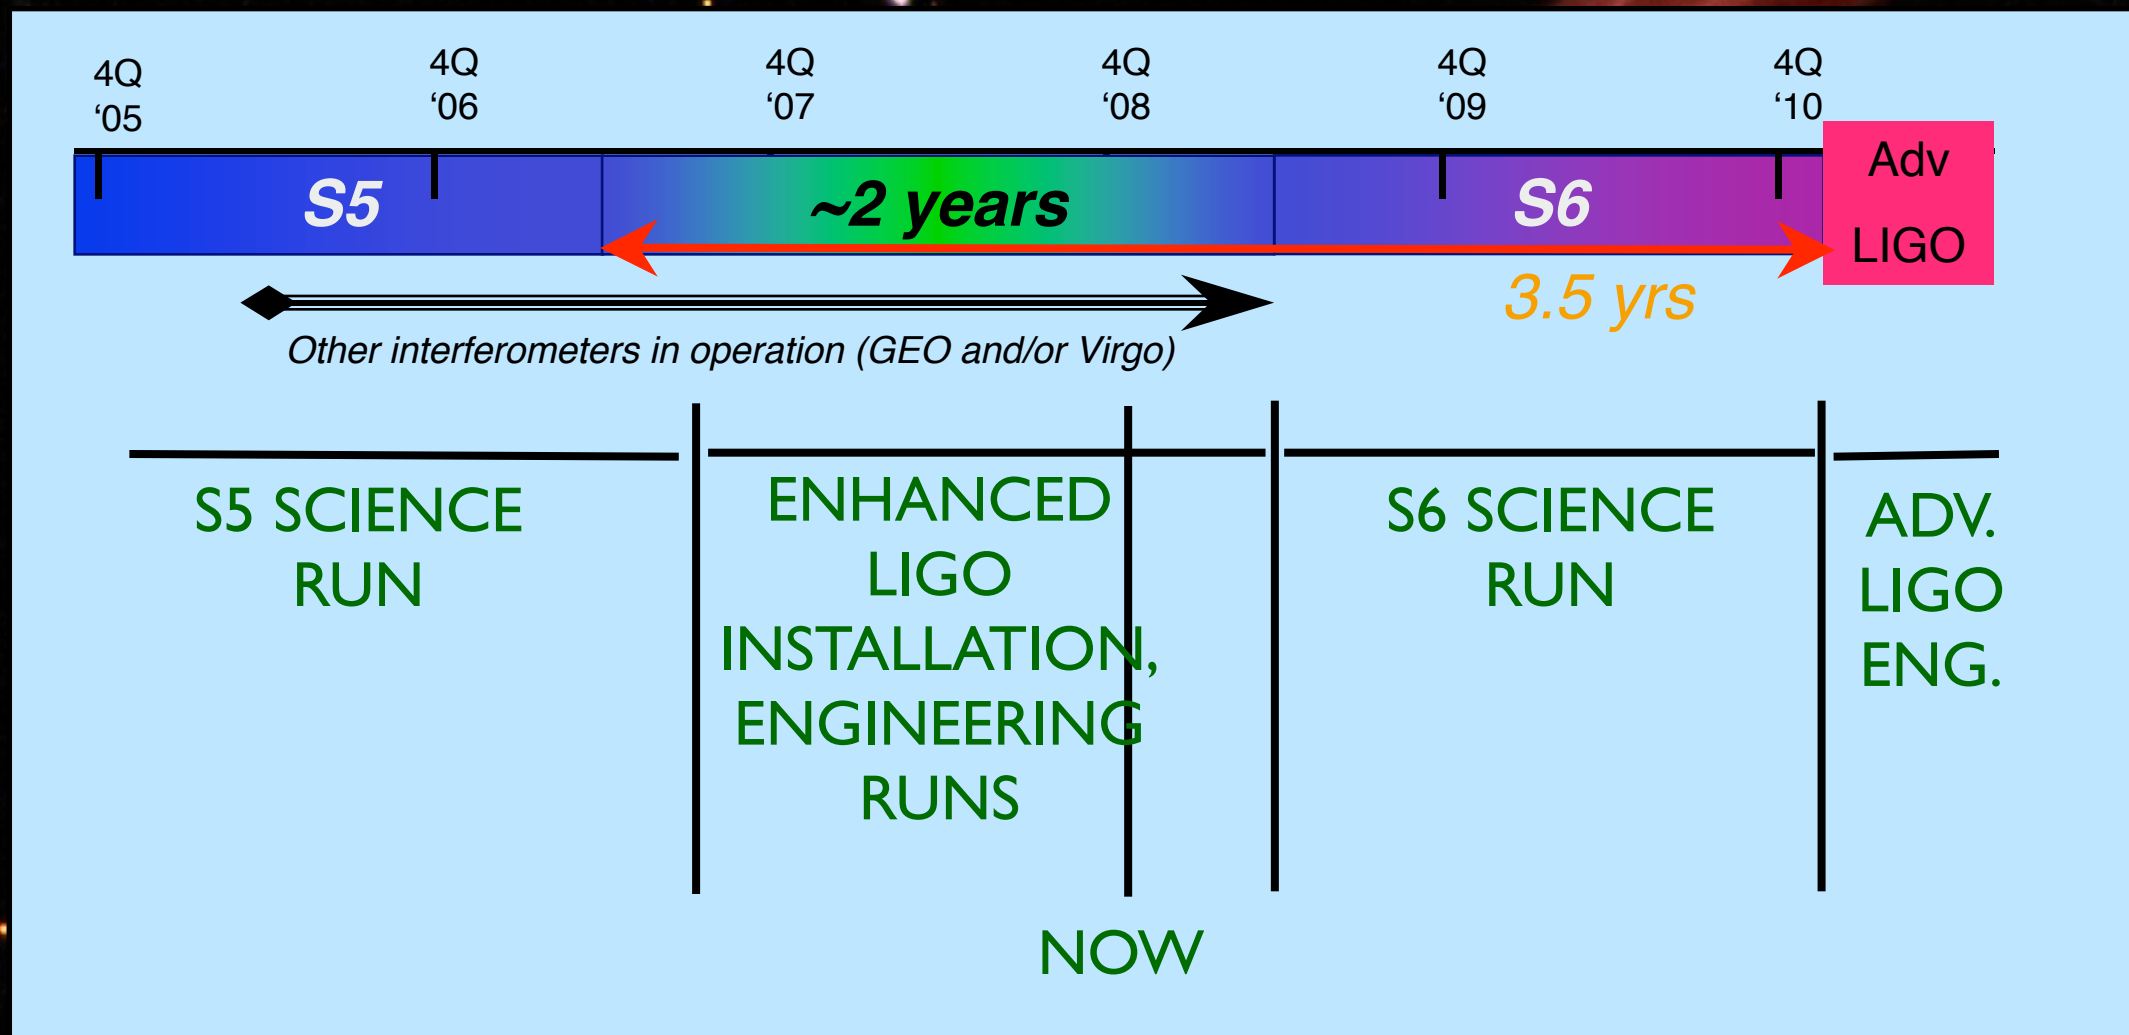 4Q
‘05
4Q
‘06
4Q
‘07
4Q
‘08
4Q
‘09
4Q
‘10
S5
~2 years
S6
Adv
LIGO
3.5 yrs
Other interferometers in operation (GEO and/or Virgo)
S5 SCIENCE
RUN
ENHANCED
LIGO
INSTALLATION,
ENGINEERING
RUNS
S6 SCIENCE
RUN
ADV.
LIGO
ENG.
NOW